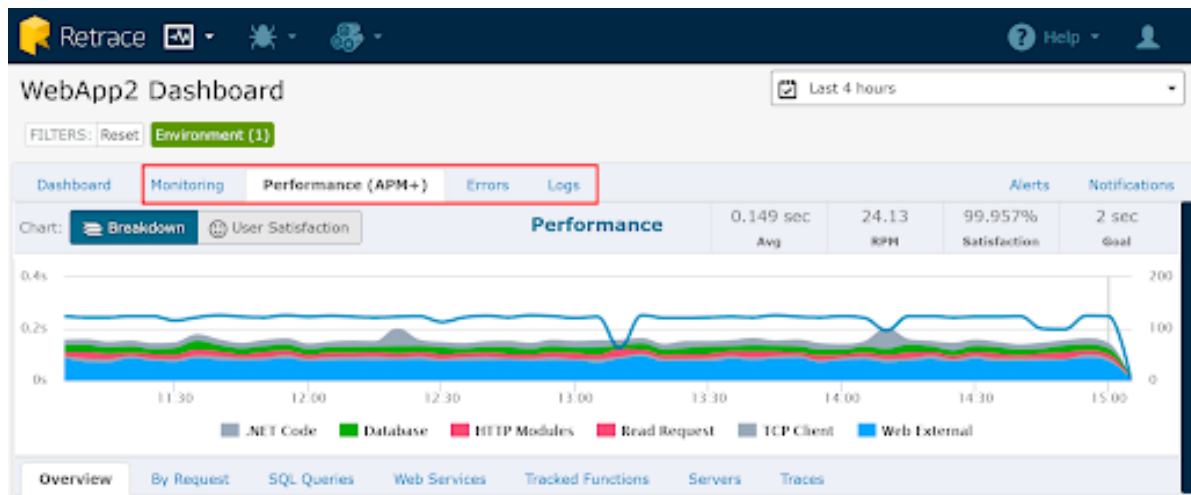 Retrace Help
WebApp2 Dashboard Last 4 hours
FILTERS: Reset Environment (1)
Dashboard Monitoring Performance (APM+) Errors Logs Alerts Notifications
Chart: Breakdown User Satisfaction Performance 0.149 sec 24.13 99.957% 2 sec
Avg RPM Satisfaction Goal
0.4s 200
0.2s 100
0s 0
11:30 12:00 12:30 13:00 13:30 14:00 14:30 15:00
.NET Code Database HTTP Modules Read Request TCP Client Web External
Overview By Request SQL Queries Web Services Tracked Functions Servers Traces